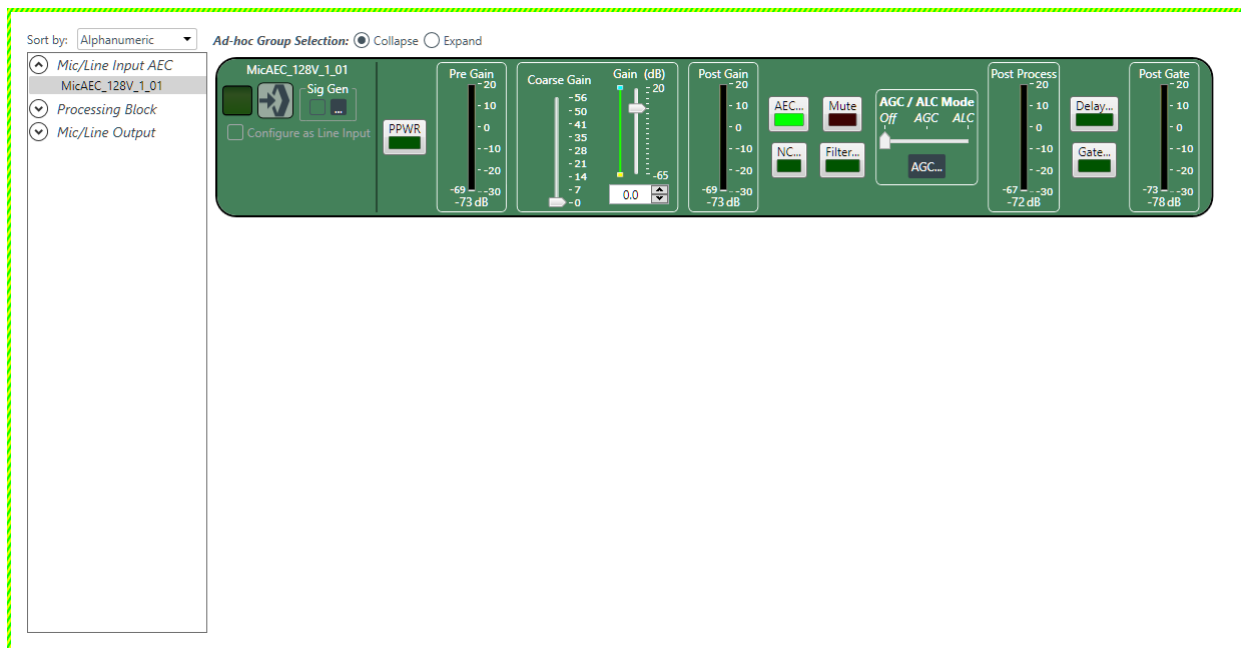 Sort by: Alphanumeric
Ad-hoc Group Selection: Collapse Expand
Mic/Line Input AEC
MicAEC_128V_1_01
Processing Block
Mic/Line Output
MicAEC_128V_1_01
Sig Gen
...
Configure as Line Input
PPWR
Pre Gain
20
10
0
-10
-20
-69 -30
-73 dB
Coarse Gain
56
50
41
35
28
21
14
7
0
Gain (dB)
20
-65
0.0
Post Gain
20
10
0
-10
-20
-69 -30
-73 dB
AEC...
Mute
NC...
Filter...
AGC / ALC Mode
Off AGC ALC
AGC...
Post Process
20
10
0
-10
-20
-67 -30
-72 dB
Delay...
Gate...
Post Gate
20
10
0
-10
-20
-73 -30
-78 dB